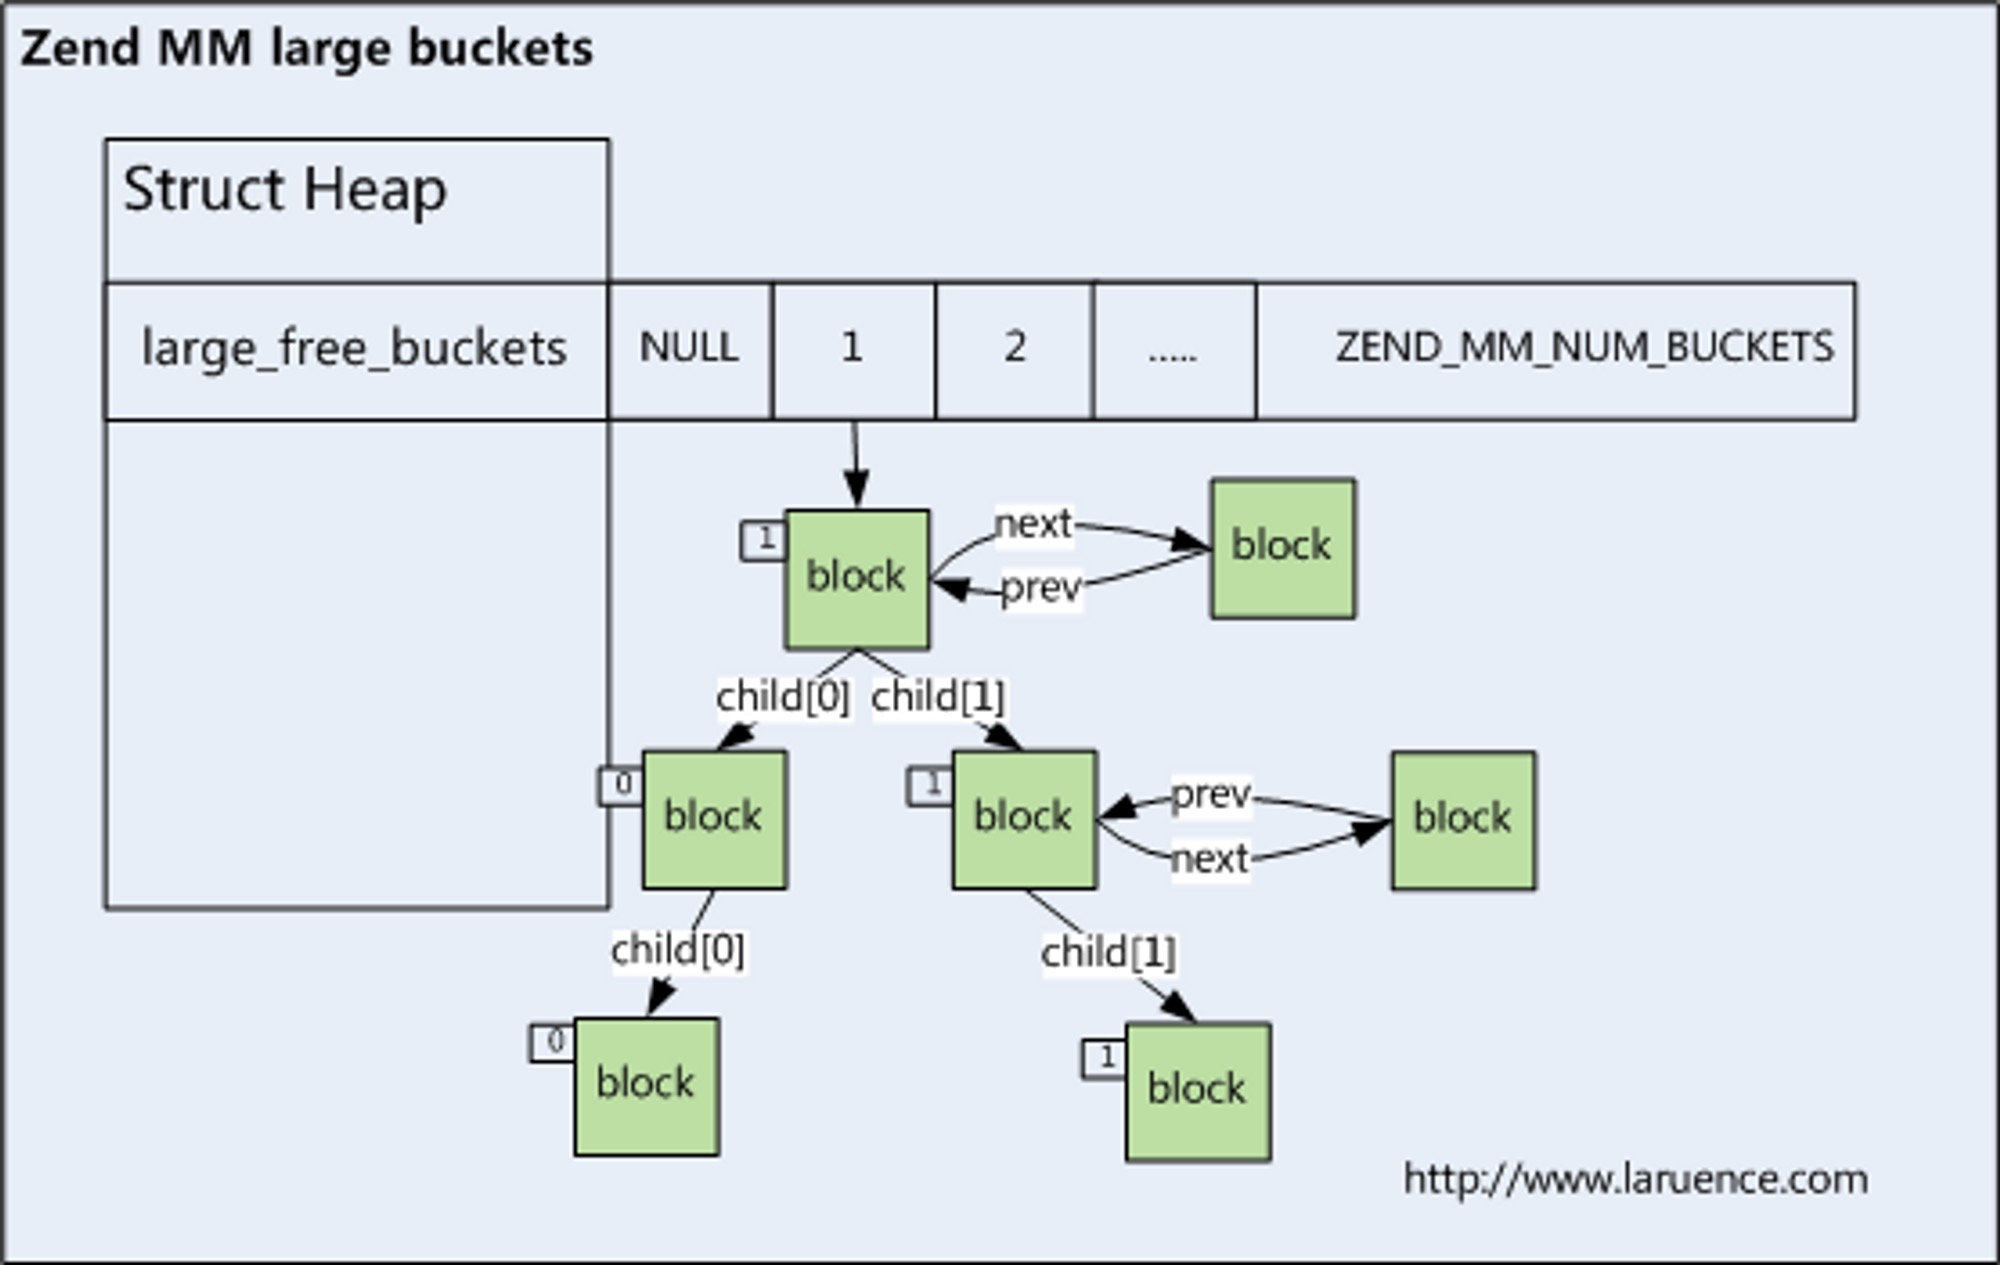 Zend MM large buckets
Struct Heap
large_free_buckets NULL 1 2 ..... ZEND_MM_NUM_BUCKETS
1 block next block
prev
child[0] child[1]
0 block 1 block prev block
next
child[0] child[1]
0 block 1 block
http://www.laruence.com